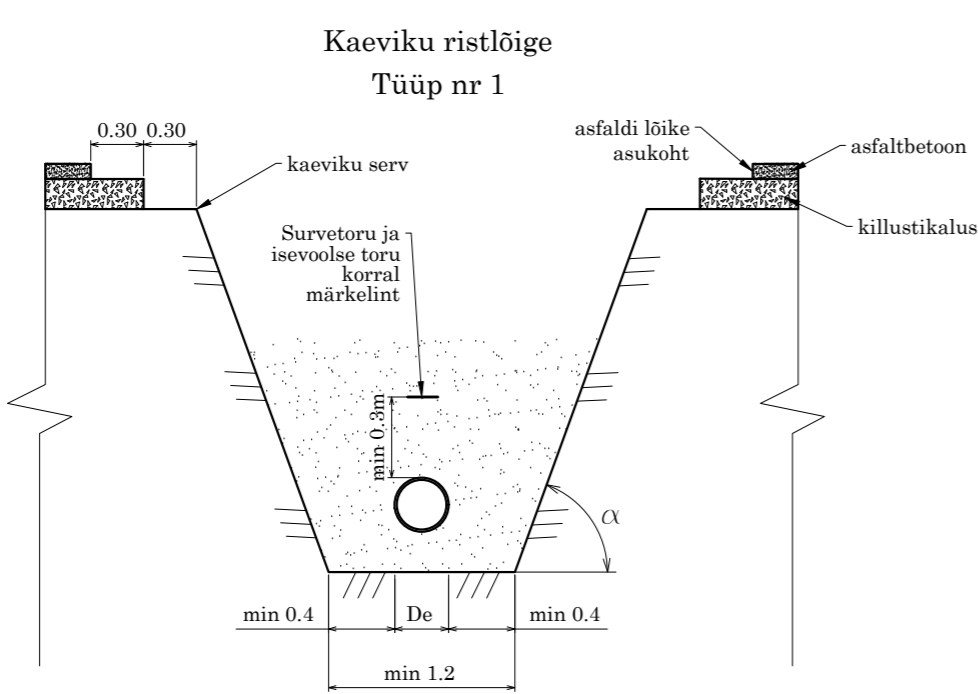 Kaeviku ristlõige
Tüüp nr 1
0.30 0.30
kaeviku serv
asfaldi lõike
asukoht
asfaltbetoon
killustikalus
Survetoru ja
isevoolse toru
korral
märkelint
min 0.3m
α
min 0.4
De
min 0.4
min 1.2